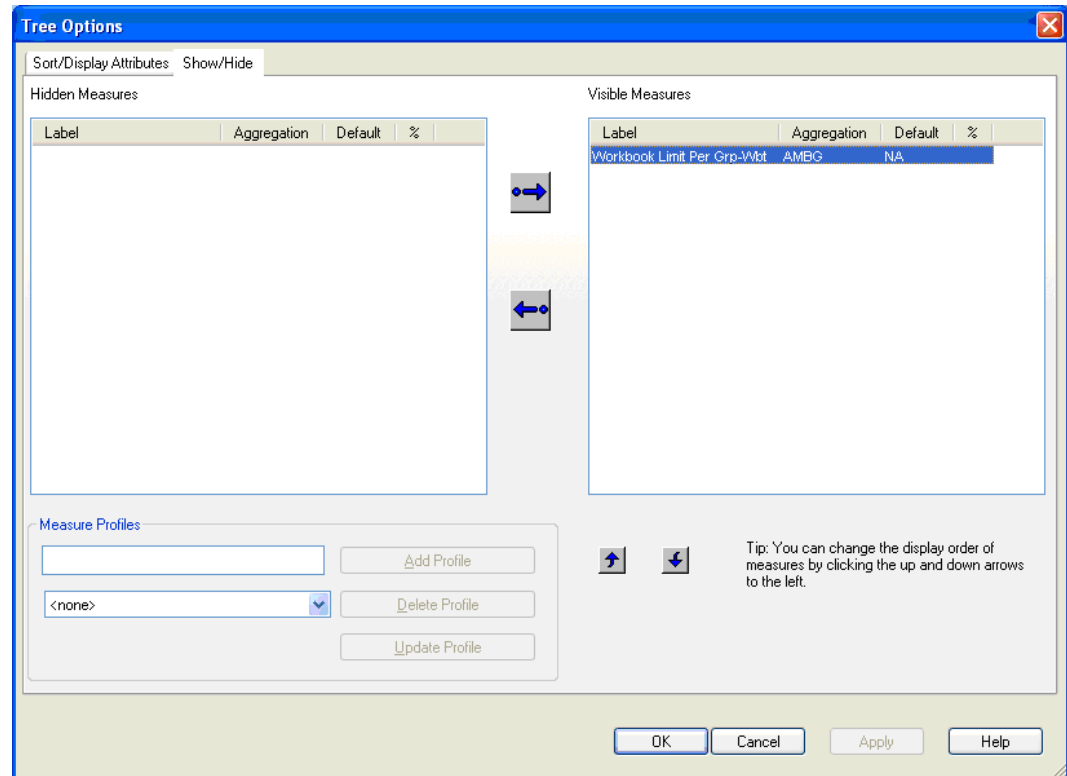 Tree Options
Sort/Display Attributes Show/Hide
Hidden Measures
Label Aggregation Default %
Visible Measures
Label Aggregation Default %
Workbook Limit Per Grp-Wbt AMBG NA
Measure Profiles
Add Profile
<none>
Delete Profile
Update Profile
Tip: You can change the display order of
measures by clicking the up and down arrows
to the left.
OK Cancel Apply Help